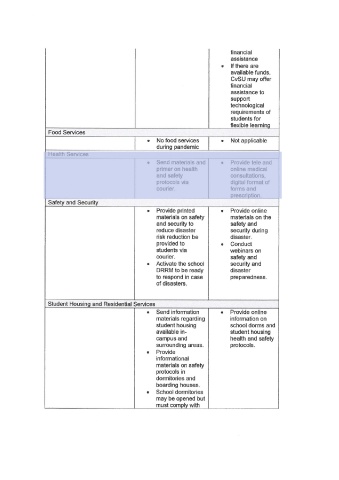 financial
assistance
• If there are
available funds,
CvSU may offer
financial
assistance to
support
technological
requirements of
students for
flexible learning
Food Services
• No food services
during pandemic
• Not applicable
Health Services
• Send materials and
primer on health
and safety
protocols via
courier.
• Provide tele and
online medical
consultations,
digital format of
forms and
prescription.
Safety and Security
• Provide printed
materials on safety
and security to
reduce disaster
risk reduction be
provided to
students via
courier.
• Activate the school
DRRM to be ready
to respond in case
of disasters.
• Provide online
materials on the
safety and
security during
disaster.
• Conduct
webinars on
safety and
security and
disaster
preparedness.
Student Housing and Residential Services
• Send information
materials regarding
student housing
available in-
campus and
surrounding areas.
• Provide
informational
materials on safety
protocols in
dormitories and
boarding houses.
• School dormitories
may be opened but
must comply with
• Provide online
information on
school dorms and
student housing
health and safety
protocols.